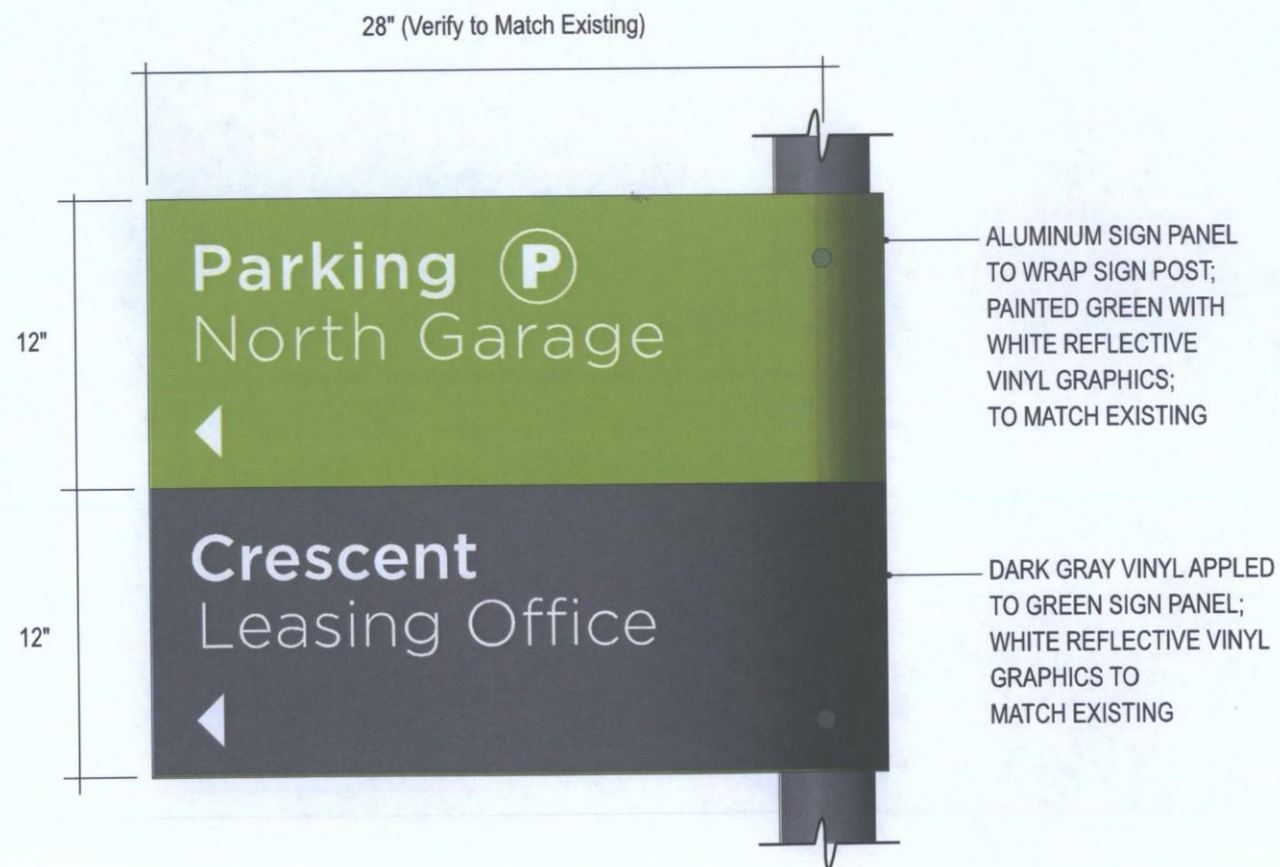 28" (Verify to Match Existing)
12"
Parking P
North Garage
ALUMINUM SIGN PANEL
TO WRAP SIGN POST;
PAINTED GREEN WITH
WHITE REFLECTIVE
VINYL GRAPHICS;
TO MATCH EXISTING
12"
Crescent
Leasing Office
DARK GRAY VINYL APPLED
TO GREEN SIGN PANEL;
WHITE REFLECTIVE VINYL
GRAPHICS TO
MATCH EXISTING